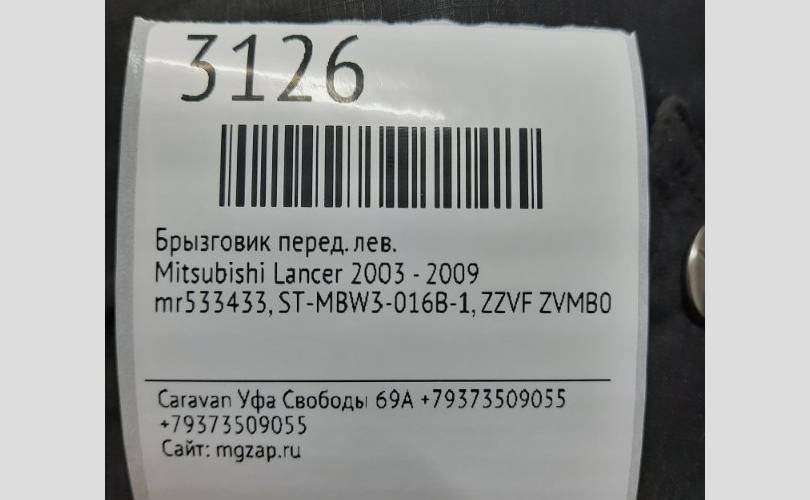 3126
Брызговик перед. лев.
Mitsubishi Lancer 2003 - 2009
mr533433, ST-MBW3-016B-1, ZZVF ZVMB0
Caravan Уфа Свободы 69А +79373509055
+79373509055
Сайт: mgzap.ru